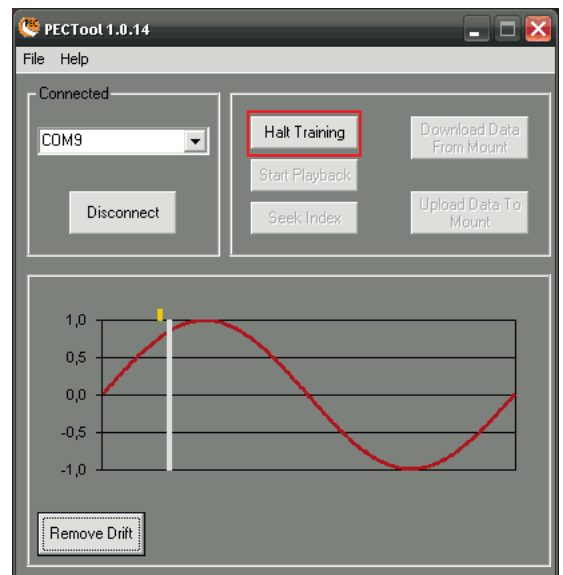 PEC
PECTool 1.0.14
File Help
Connected
COM9
Disconnect
Halt Training
Start Playback
Seek Index
Download Data
From Mount
Upload Data To
Mount
1,0
0,5
0,0
-0,5
-1,0
Remove Drift